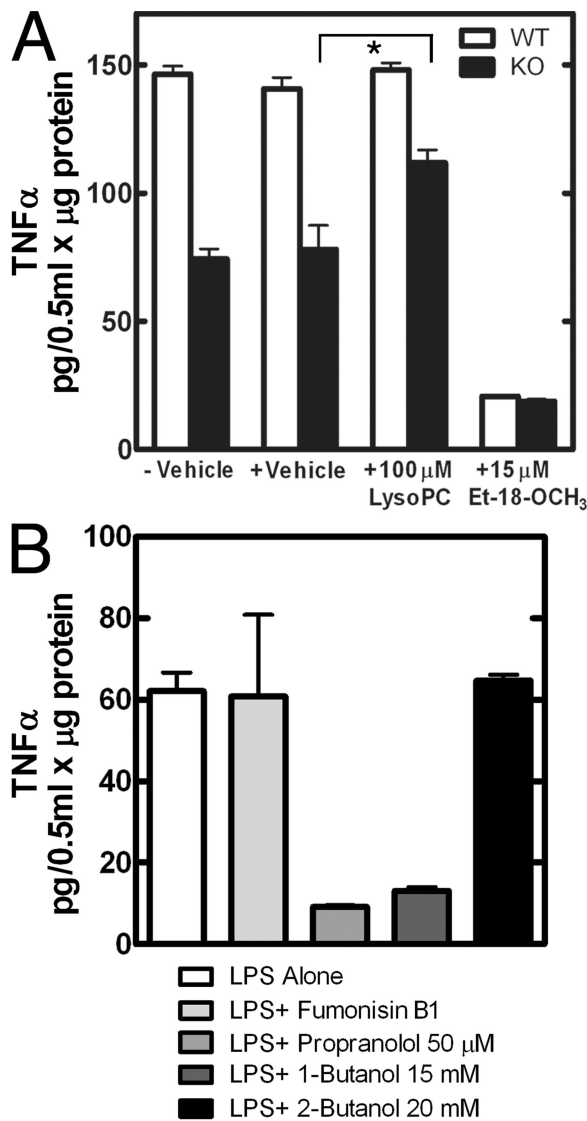 A
TNFα
pg/0.5ml x μg protein
150
100
50
0
*
WT
KO
- Vehicle
+Vehicle
+100 μM
LysoPC
+15 μM
Et-18-OCH₃
B
TNFα
pg/0.5ml x μg protein
100
80
60
40
20
0
LPS Alone
LPS+ Fumonisin B1
LPS+ Propranolol 50 μM
LPS+ 1-Butanol 15 mM
LPS+ 2-Butanol 20 mM